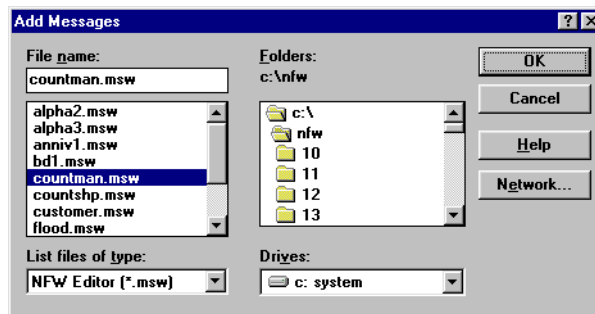 Add Messages
File name:
countman.msw
alpha2.msw
alpha3.msw
anniv1.msw
bd1.msw
countman.msw
countshp.msw
customer.msw
flood.msw
List files of type:
NFW Editor (*.msw)
Folders:
c:\nfw
c:\
nfw
10
11
12
13
Drives:
c: system
OK
Cancel
Help
Network...